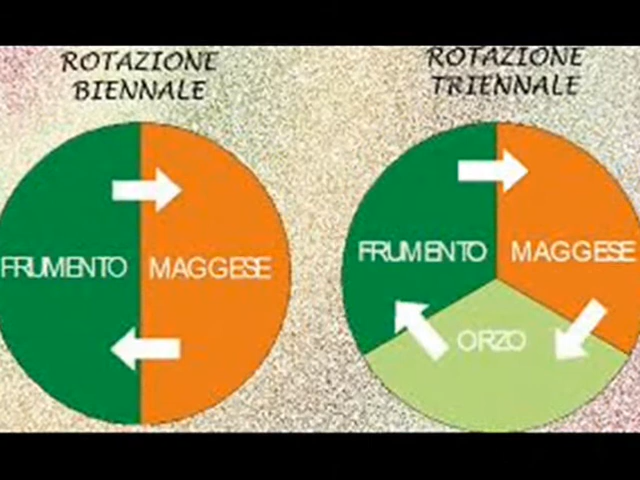 ROTAZIONE
BIENNALE
FRUMENTO
MAGGESE
ROTAZIONE
TRIENNALE
FRUMENTO
MAGGESE
ORZO